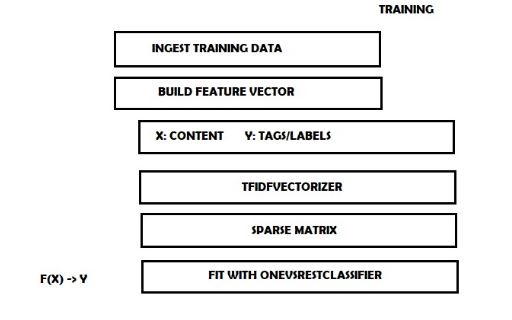 TRAINING
INGEST TRAINING DATA
BUILD FEATURE VECTOR
X: CONTENT Y: TAGS/LABELS
TFIDFVECTORIZER
SPARSE MATRIX
F(X) -> Y FIT WITH ONEVSRESTCLASSIFIER